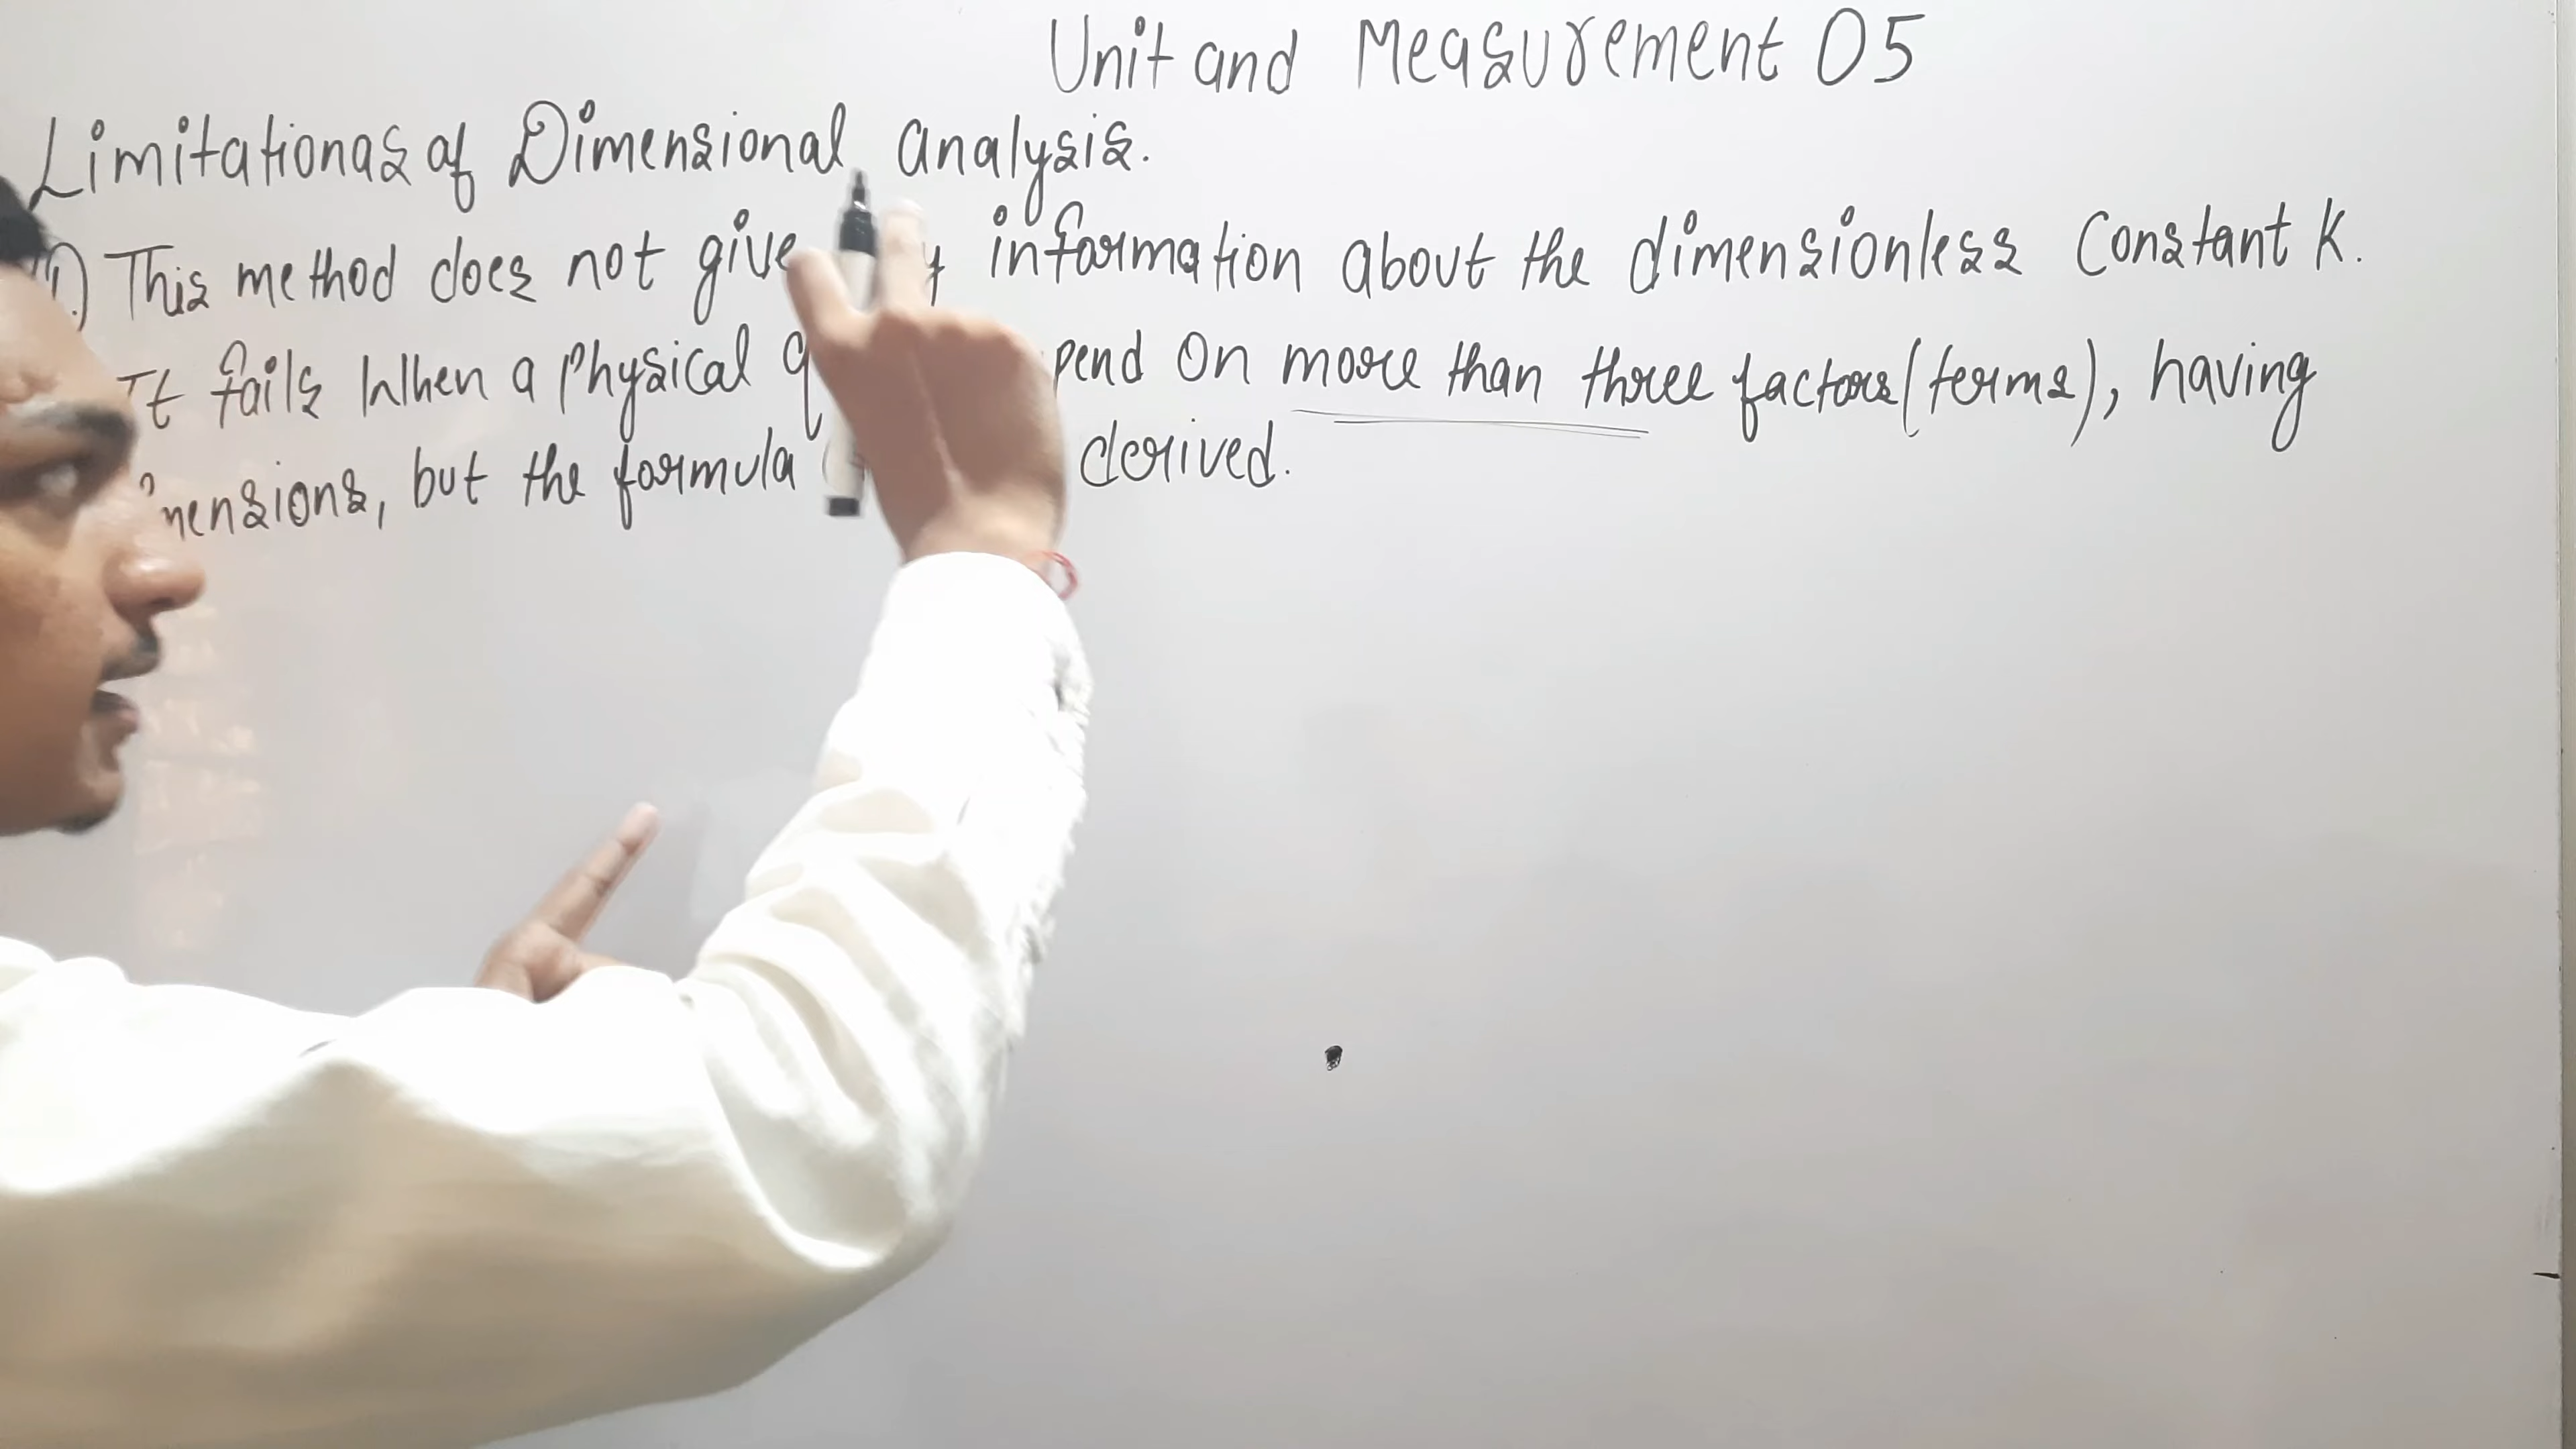 Unit and Measurement 05
Limitationas of Dimensional analysis.
1) This method does not give information about the dimensionless Constant K.
It fails When a Physical pend on more than three factors (terms), having
mensions, but the formula derived.